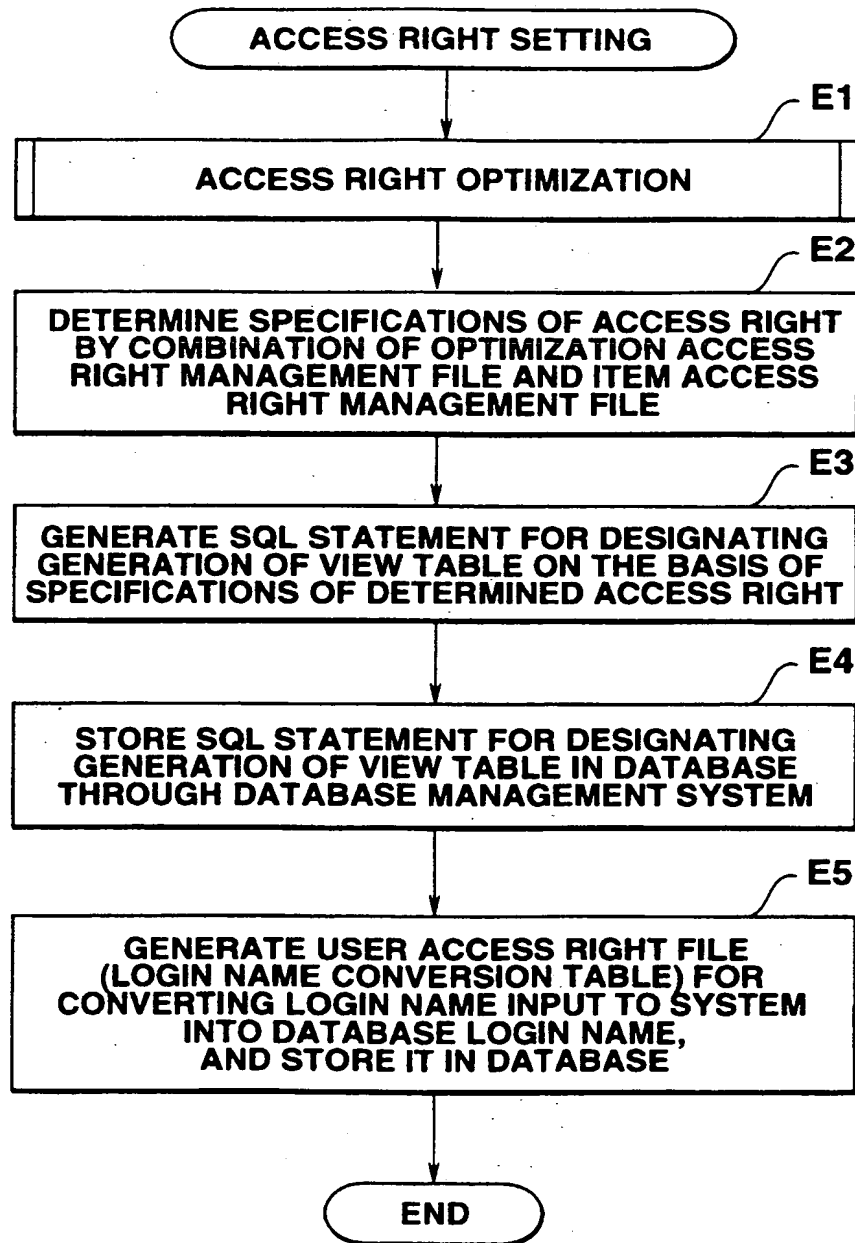 ACCESS RIGHT SETTING
E1
ACCESS RIGHT OPTIMIZATION
E2
DETERMINE SPECIFICATIONS OF ACCESS RIGHT
BY COMBINATION OF OPTIMIZATION ACCESS
RIGHT MANAGEMENT FILE AND ITEM ACCESS
RIGHT MANAGEMENT FILE
E3
GENERATE SQL STATEMENT FOR DESIGNATING
GENERATION OF VIEW TABLE ON THE BASIS OF
SPECIFICATIONS OF DETERMINED ACCESS RIGHT
E4
STORE SQL STATEMENT FOR DESIGNATING
GENERATION OF VIEW TABLE IN DATABASE
THROUGH DATABASE MANAGEMENT SYSTEM
E5
GENERATE USER ACCESS RIGHT FILE
(LOGIN NAME CONVERSION TABLE) FOR
CONVERTING LOGIN NAME INPUT TO SYSTEM
INTO DATABASE LOGIN NAME,
AND STORE IT IN DATABASE
END